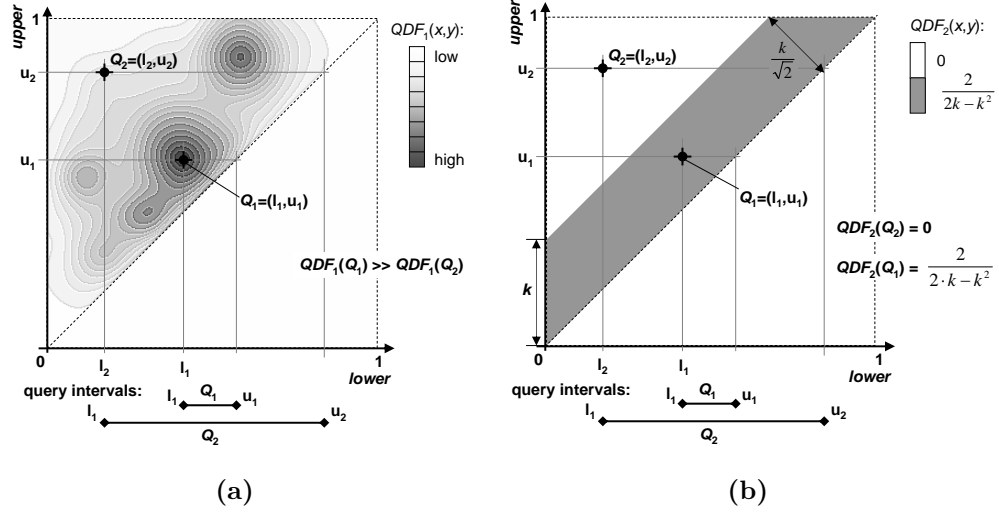 upper
1
QDF1(x,y):
low
high
Q2=(l2,u2)
u2
u1
Q1=(l1,u1)
QDF1(Q1) >> QDF1(Q2)
0
l2
l1
1
lower
query intervals:
l1
Q1
u1
l1
u2
Q2
(a)
upper
1
QDF2(x,y):
0
2
2k−k²
k
√2
Q2=(l2,u2)
u2
u1
Q1=(l1,u1)
QDF2(Q2) = 0
QDF2(Q1) =
2
2·k−k²
k
0
l2
l1
1
lower
query intervals:
l1
Q1
u1
l1
u2
Q2
(b)